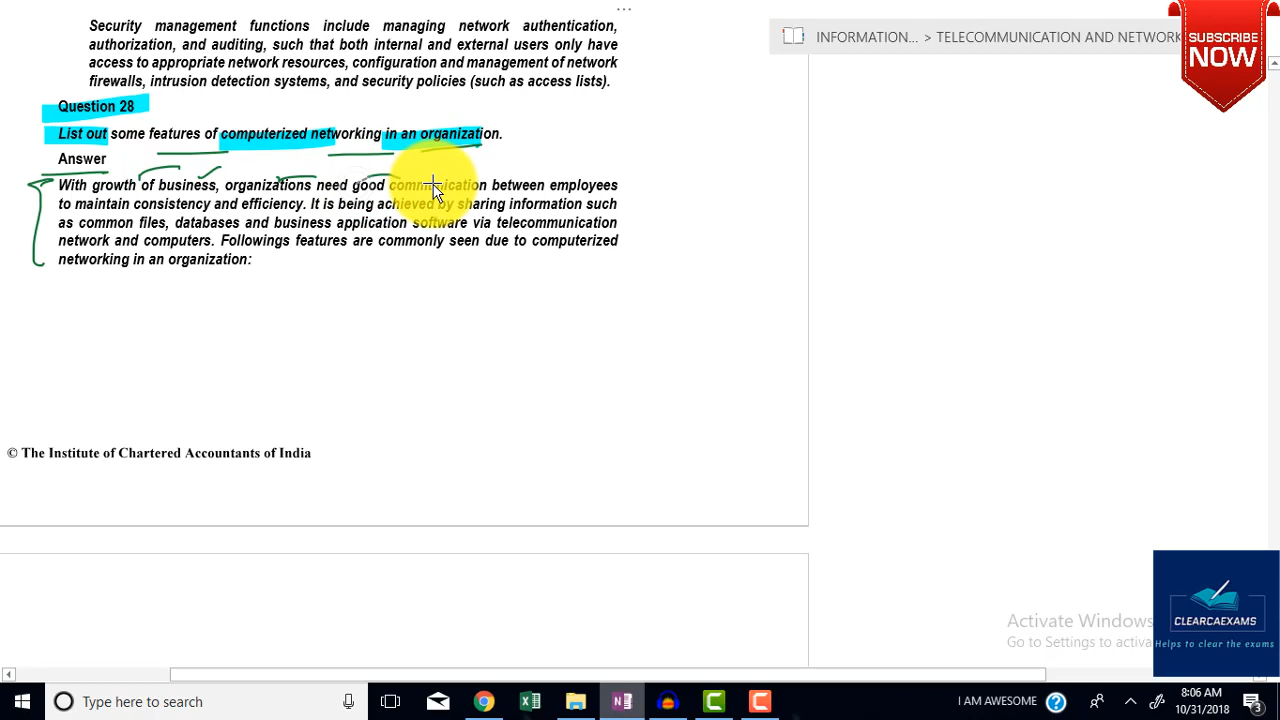 Security management functions include managing network authentication,
authorization, and auditing, such that both internal and external users only have
access to appropriate network resources, configuration and management of network
firewalls, intrusion detection systems, and security policies (such as access lists).
INFORMATION... > TELECOMMUNICATION AND NETWORK
SUBSCRIBE
NOW
Question 28
List out some features of computerized networking in an organization.
Answer
With growth of business, organizations need good communication between employees
to maintain consistency and efficiency. It is being achieved by sharing information such
as common files, databases and business application software via telecommunication
network and computers. Followings features are commonly seen due to computerized
networking in an organization:
© The Institute of Chartered Accountants of India
Activate Windows
Go to Settings to activa
CLEARCAEXAMS
Helps to clear the exams
Type here to search
I AM AWESOME
8:06 AM
10/31/2018
3